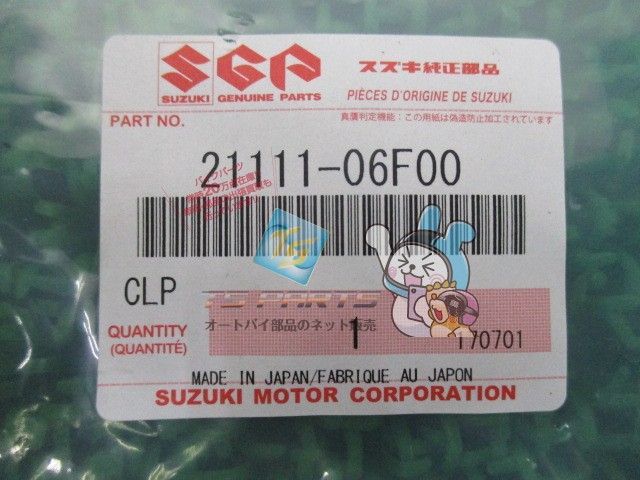 SGP
スズキ純正部品
SUZUKI GENUINE PARTS
PIÈCES D'ORIGINE DE SUZUKI
PART NO.
真贋判定機能:この用紙は偽造防止加工されています
21111-06F00
CLP
TS PARTS
オートバイ部品のネット販売
QUANTITY
(QUANTITÉ)
1
170701
MADE IN JAPAN/FABRIQUE AU JAPON
SUZUKI MOTOR CORPORATION